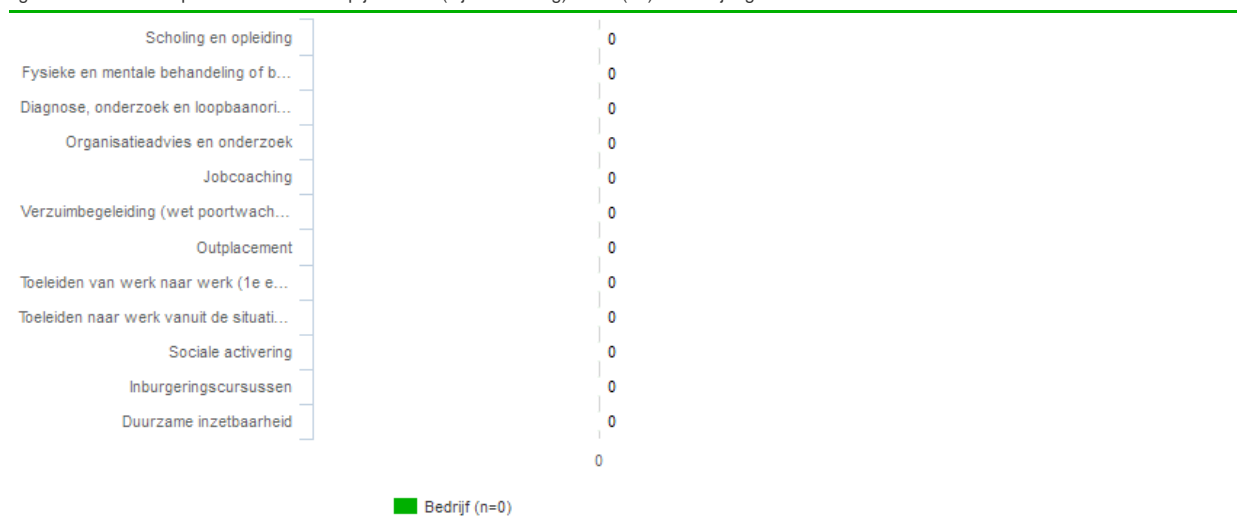 Scholing en opleiding 0
Fysieke en mentale behandeling of b... 0
Diagnose, onderzoek en loopbaanori... 0
Organisatieadvies en onderzoek 0
Jobcoaching 0
Verzuimbegeleiding (wet poortwach... 0
Outplacement 0
Toeleiden van werk naar werk (1e e... 0
Toeleiden naar werk vanuit de situati... 0
Sociale activering 0
Inburgeringscursussen 0
Duurzame inzetbaarheid 0
0
Bedrijf (n=0)